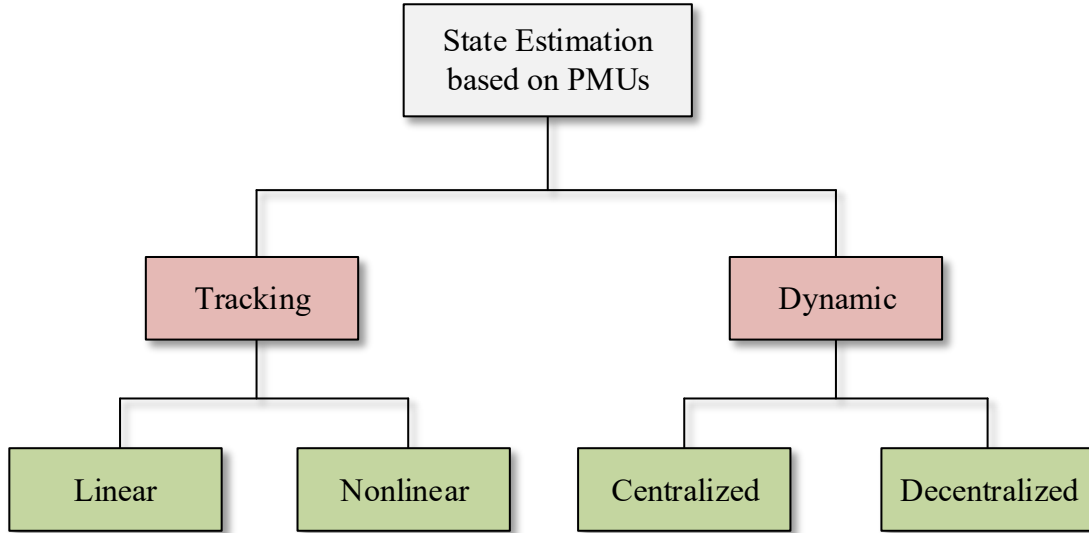 State Estimation
based on PMUs
Tracking
Dynamic
Linear
Nonlinear
Centralized
Decentralized